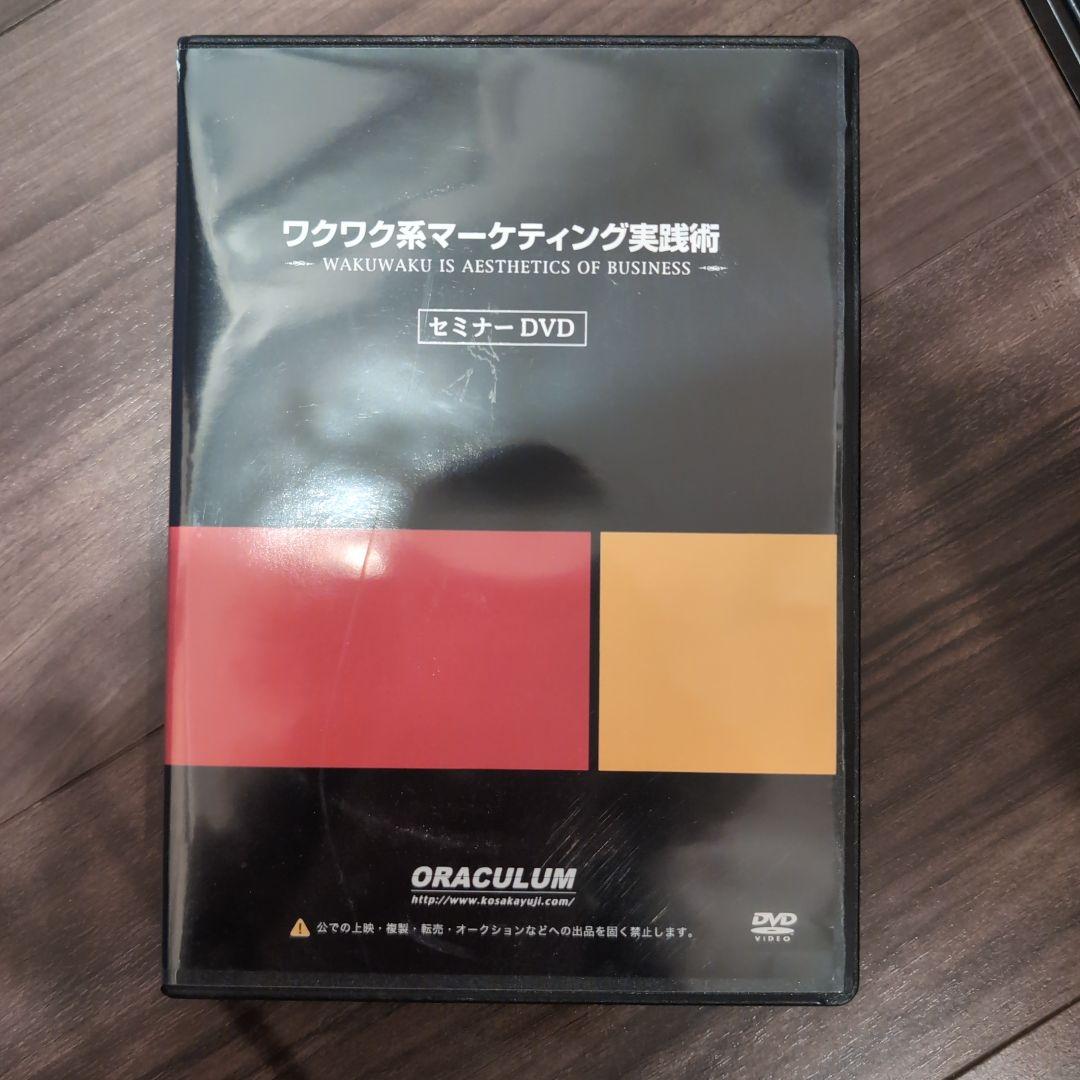 ワクワク系マーケティング実践術
WAKUWAKU IS AESTHETICS OF BUSINESS
セミナーDVD
ORACULUM
http://www.kosakayuji.com/
公での上映・複製・転売・オークションなどへの出品を固く禁止します。
DVD
VIDEO